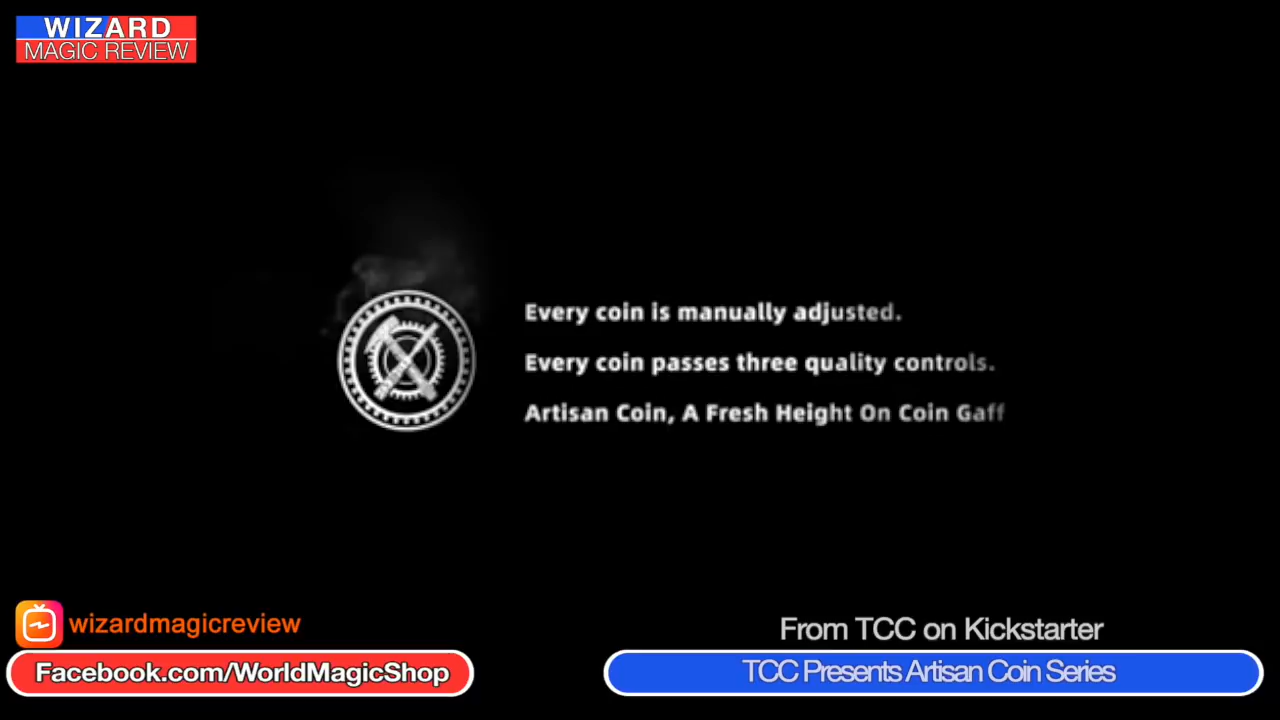 WIZARD
MAGIC REVIEW
Every coin is manually adjusted.
Every coin passes three quality controls.
Artisan Coin, A Fresh Height On Coin Gaff
wizardmagicreview
Facebook.com/WorldMagicShop
From TCC on Kickstarter
TCC Presents Artisan Coin Series